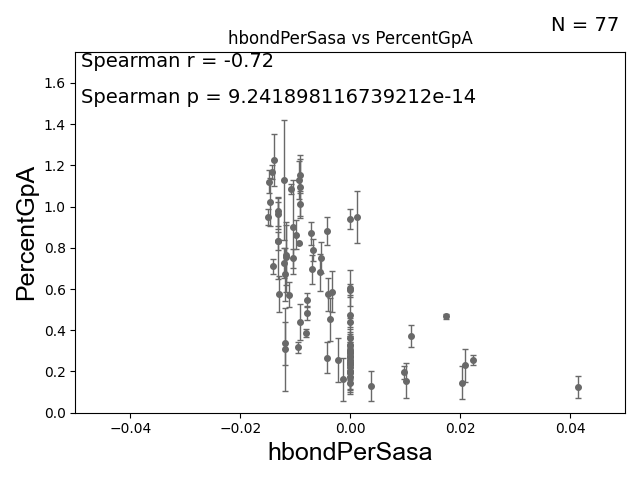 N = 77
hbondPerSasa vs PercentGpA
Spearman r = -0.72
Spearman p = 9.241898116739212e-14
PercentGpA
1.6
1.4
1.2
1.0
0.8
0.6
0.4
0.2
0.0
−0.04 −0.02 0.00 0.02 0.04
hbondPerSasa